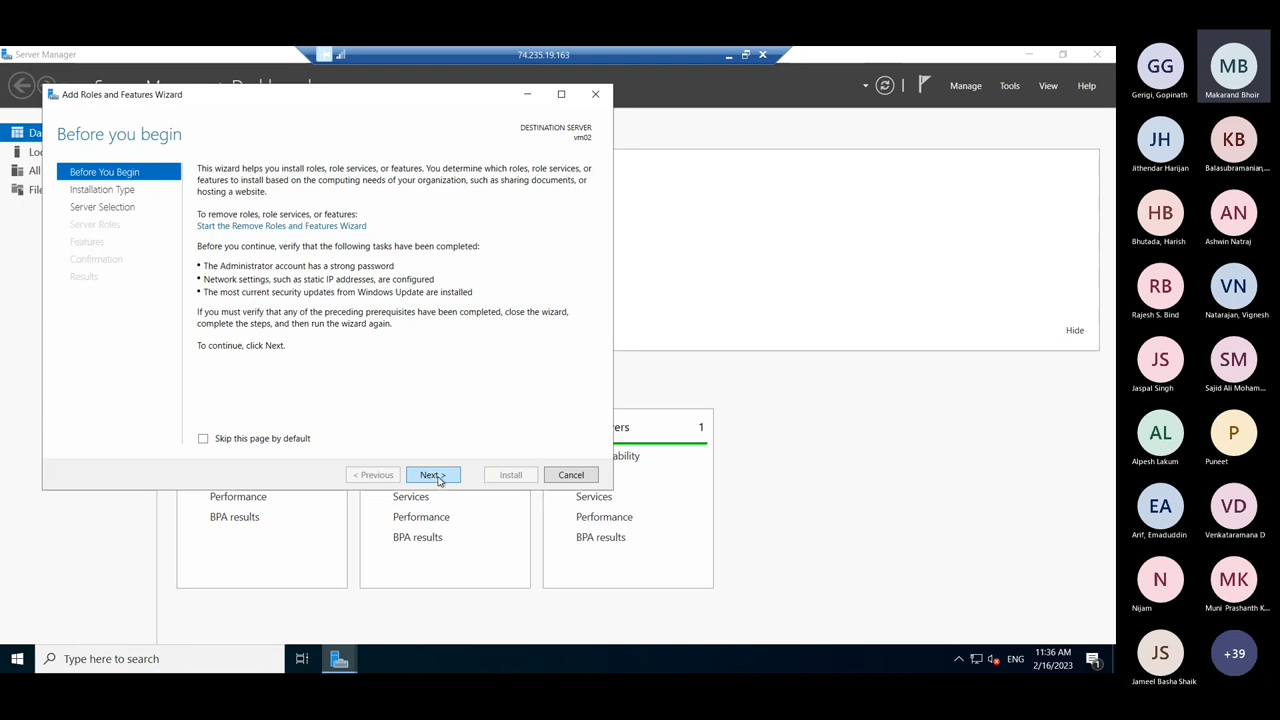 Server Manager
74.235.19.163
Manage
Tools
View
Help
Add Roles and Features Wizard
Before you begin
DESTINATION SERVER
vm02
Before You Begin
Installation Type
Server Selection
Server Roles
Features
Confirmation
Results
This wizard helps you install roles, role services, or features. You determine which roles, role services, or
features to install based on the computing needs of your organization, such as sharing documents, or
hosting a website.
To remove roles, role services, or features:
Start the Remove Roles and Features Wizard
Before you continue, verify that the following tasks have been completed:
• The Administrator account has a strong password
• Network settings, such as static IP addresses, are configured
• The most current security updates from Windows Update are installed
If you must verify that any of the preceding prerequisites have been completed, close the wizard,
complete the steps, and then run the wizard again.
To continue, click Next.
Skip this page by default
< Previous
Next >
Install
Cancel
Hide
1
Performance
BPA results
Services
Performance
BPA results
Services
Performance
BPA results
Type here to search
ENG
11:36 AM
2/16/2023
1
GG
Gerigi, Gopinath
MB
Makarand Bhoir
JH
Jithendar Harijan
KB
Balasubramanian,...
HB
Bhutada, Harish
AN
Ashwin Natraj
RB
Rajesh S. Bind
VN
Natarajan, Vignesh
JS
Jaspal Singh
SM
Sajid Ali Moham...
AL
Alpesh Lakum
P
Puneet
EA
Arif, Emaduddin
VD
Venkataramana D
N
Nijam
MK
Muni Prashanth K...
JS
Jameel Basha Shaik
+39